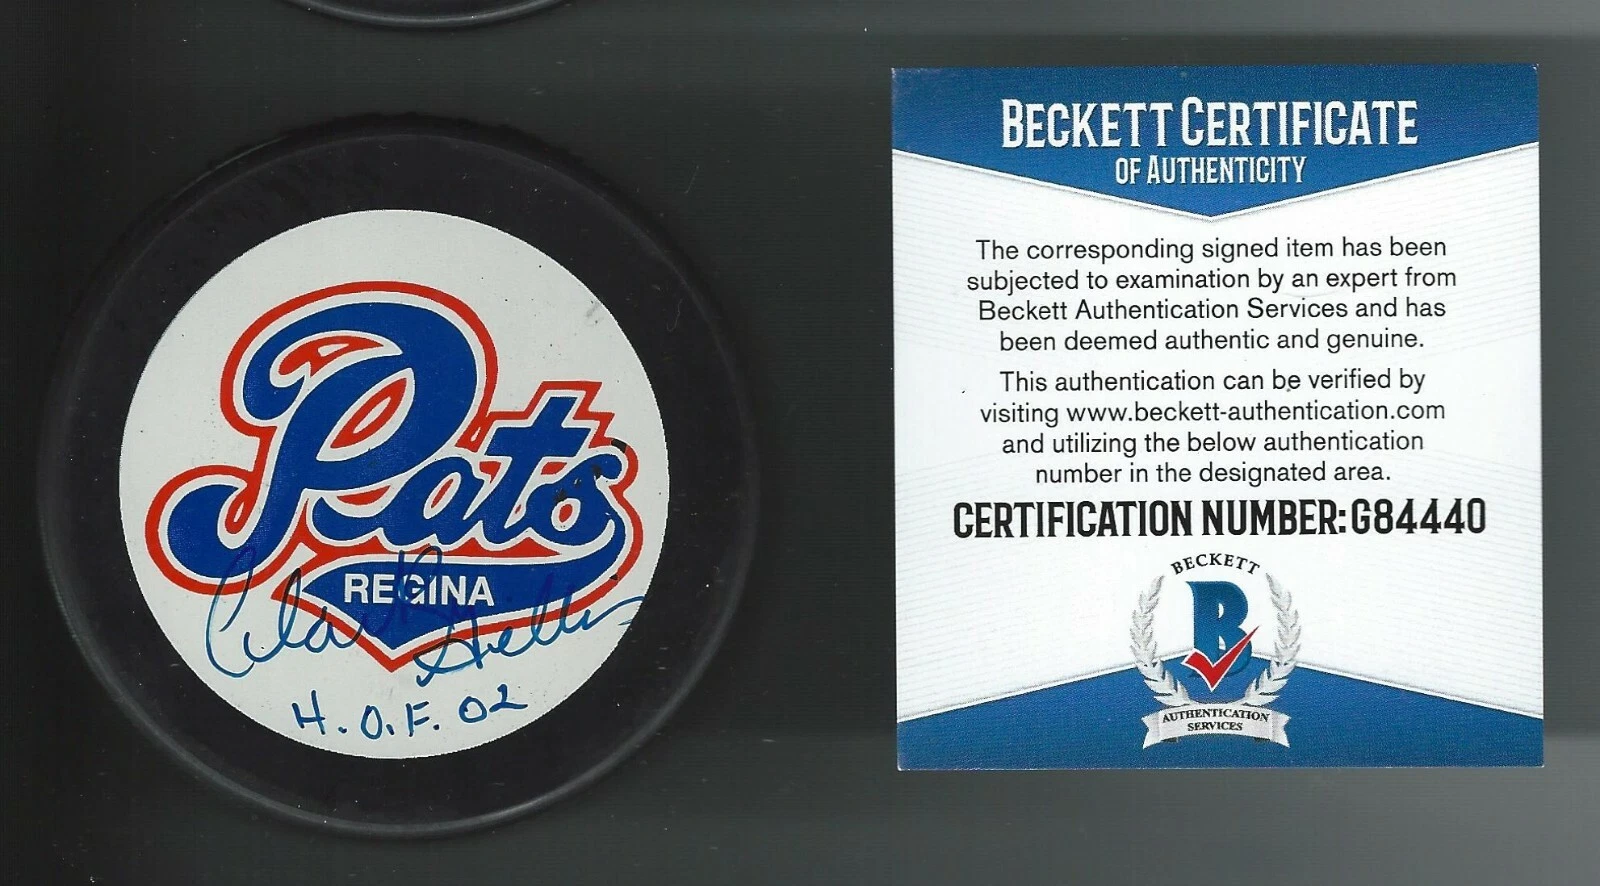 Pats
REGINA
Clark Gillies
H.O.F. 02
BECKETT CERTIFICATE
OF AUTHENTICITY
The corresponding signed item has been
subjected to examination by an expert from
Beckett Authentication Services and has
been deemed authentic and genuine.
This authentication can be verified by
visiting www.beckett-authentication.com
and utilizing the below authentication
number in the designated area.
CERTIFICATION NUMBER:G84440
BECKETT
B
AUTHENTICATION
SERVICES